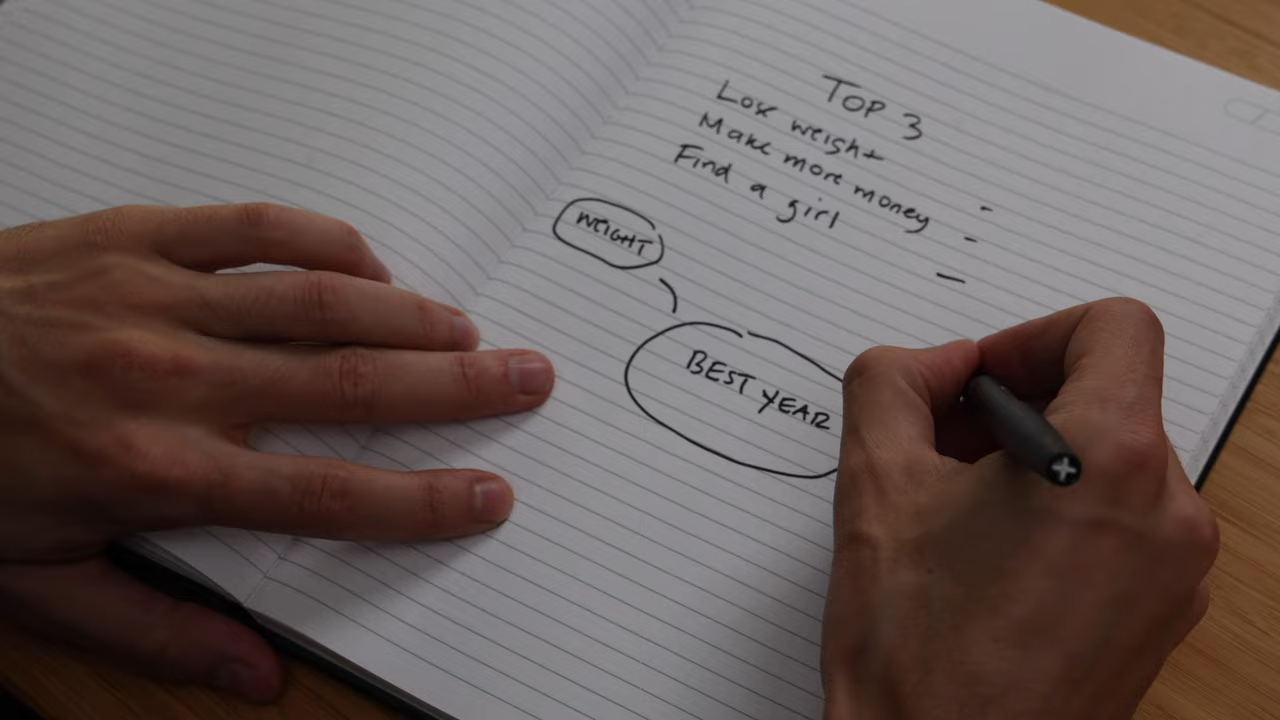 TOP 3
Lose weight
Make more money -
Find a girl -
-
WEIGHT
BEST YEAR